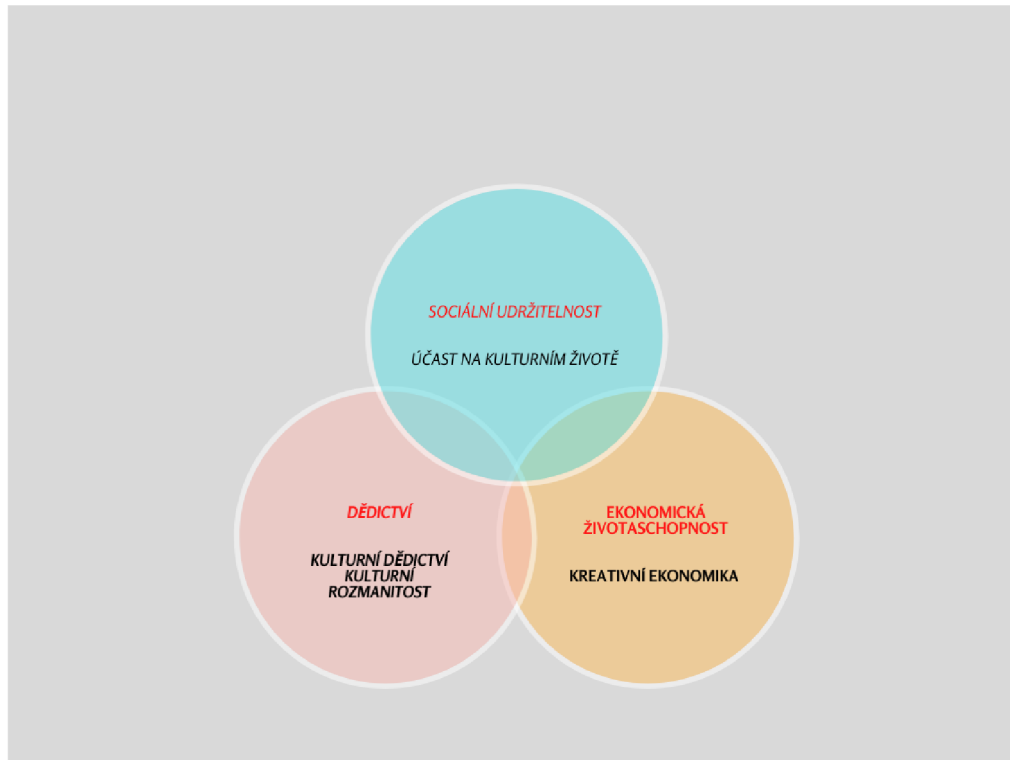 SOCIÁLNÍ UDRŽITELNOST
ÚČAST NA KULTURNÍM ŽIVOTĚ
DĚDICTVÍ
KULTURNÍ DĚDICTVÍ
KULTURNÍ
ROZMANITOST
EKONOMICKÁ
ŽIVOTASCHOPNOST
KREATIVNÍ EKONOMIKA